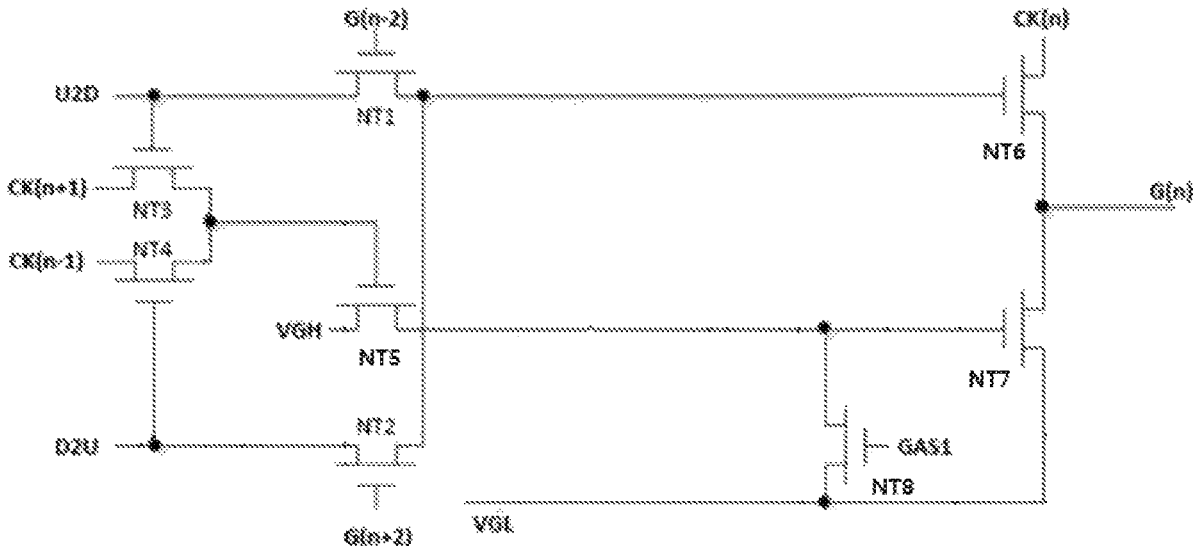 G(n-2)
CK(n)
U2D
NT1
NT6
CK(n+1)
NT3
G(n)
NT4
CK(n-1)
VGH
NT5
NT7
NT2
D2U
GAS1
NT8
VGL
G(n+2)